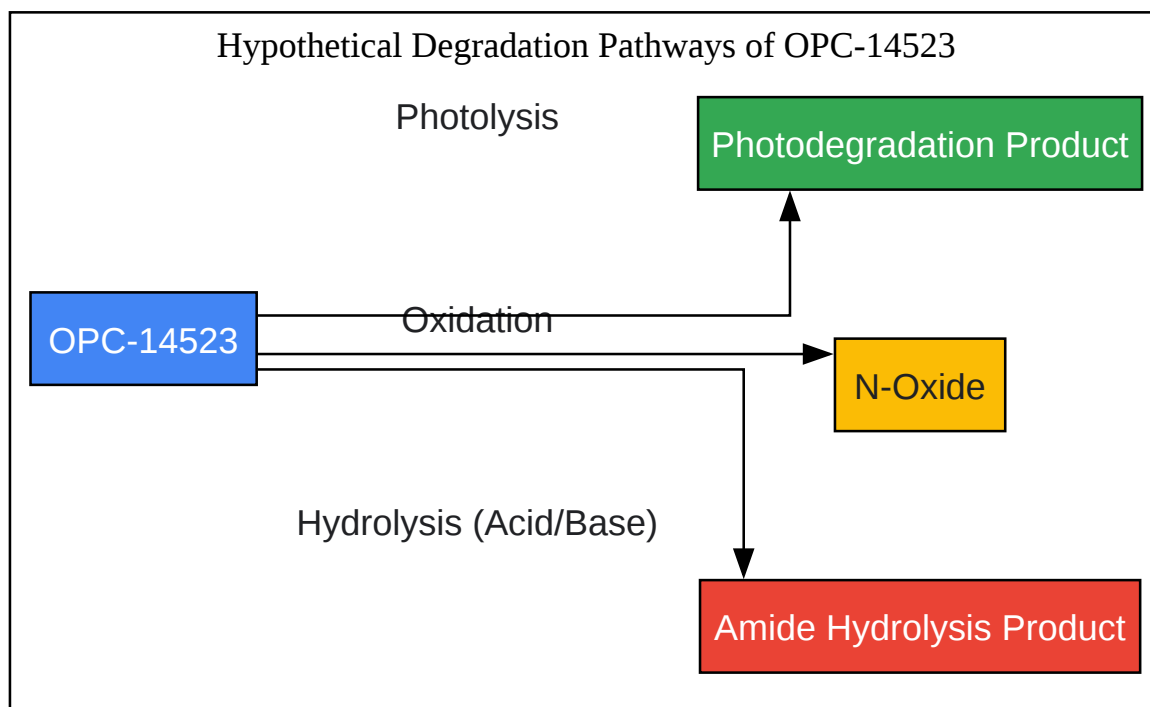 Hypothetical Degradation Pathways of OPC-14523
Photolysis
Photodegradation Product
OPC-14523
Oxidation
N-Oxide
Hydrolysis (Acid/Base)
Amide Hydrolysis Product